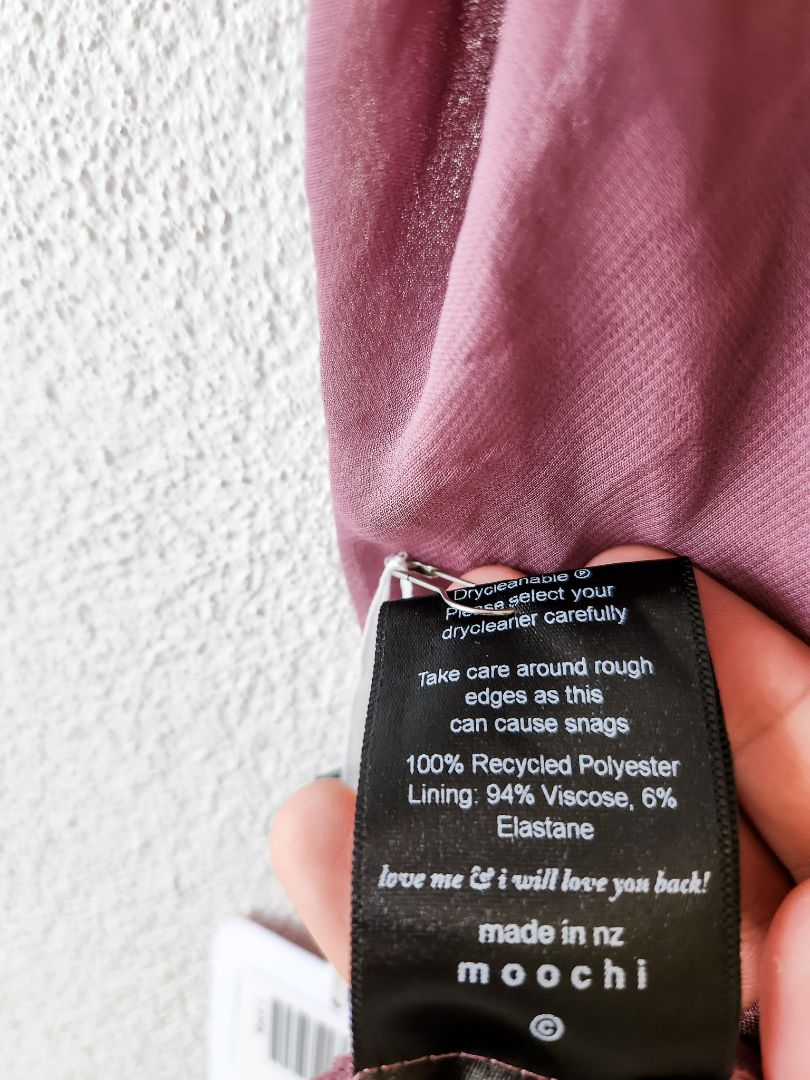 Drycleanable Ⓟ
Please select your
drycleaner carefully
Take care around rough
edges as this
can cause snags
100% Recycled Polyester
Lining: 94% Viscose, 6%
Elastane
love me & i will love you back!
made in nz
moochi
©